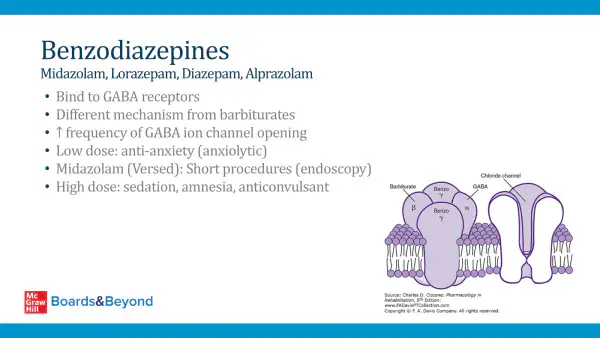 Benzodiazepines
Midazolam, Lorazepam, Diazepam, Alprazolam
• Bind to GABA receptors
• Different mechanism from barbiturates
• ↑ frequency of GABA ion channel opening
• Low dose: anti-anxiety (anxiolytic)
• Midazolam (Versed): Short procedures (endoscopy)
• High dose: sedation, amnesia, anticonvulsant
Chloride channel
Barbiturate
Benzo
γ
GABA
β
α
Benzo
γ
Source: Charles D. Ciccone: Pharmacology in
Rehabilitation, 5th Edition:
www.FADavisPTCollection.com
Copyright © F. A. Davis Company. All rights reserved.
Mc
Graw
Hill
Boards&Beyond